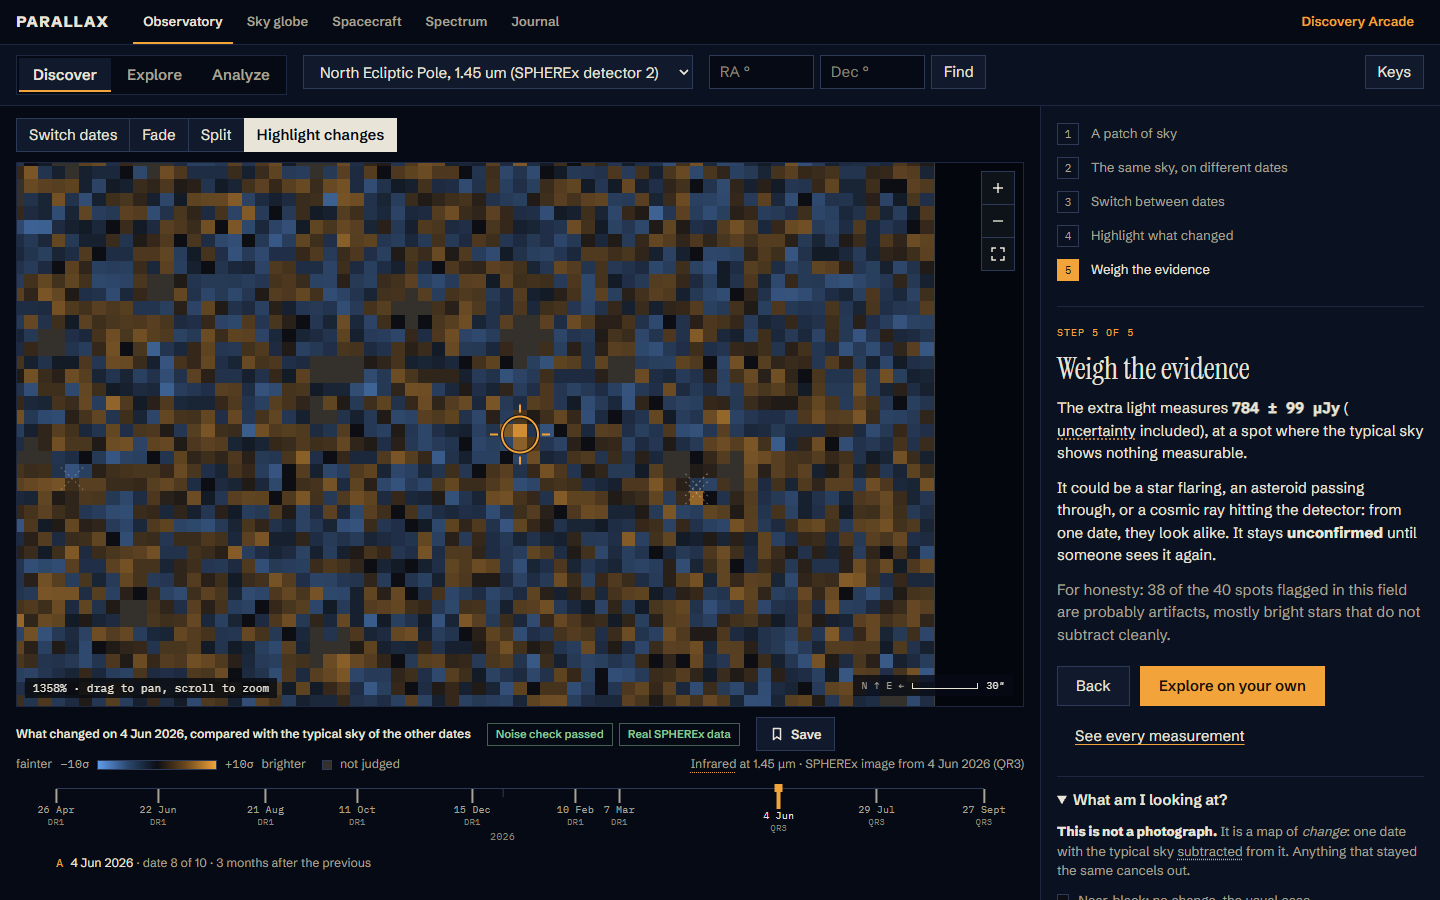 PARALLAX
Observatory
Sky globe
Spacecraft
Spectrum
Journal
Discovery Arcade
Discover
Explore
Analyze
North Ecliptic Pole, 1.45 um (SPHEREx detector 2)
RA °
Dec °
Find
Keys
Switch dates
Fade
Split
Highlight changes
1358% · drag to pan, scroll to zoom
N ↑ E ←
30"
What changed on 4 Jun 2026, compared with the typical sky of the other dates
Noise check passed
Real SPHEREx data
Save
fainter −10σ
+10σ brighter
not judged
Infrared at 1.45 µm · SPHEREx image from 4 Jun 2026 (QR3)
26 Apr
DR1
22 Jun
DR1
21 Aug
DR1
11 Oct
DR1
15 Dec
DR1
2026
10 Feb
DR1
7 Mar
DR1
4 Jun
QR3
29 Jul
QR3
27 Sept
QR3
A 4 Jun 2026 · date 8 of 10 · 3 months after the previous
1 A patch of sky
2 The same sky, on different dates
3 Switch between dates
4 Highlight what changed
5 Weigh the evidence
STEP 5 OF 5
Weigh the evidence
The extra light measures 784 ± 99 µJy (
uncertainty included), at a spot where the typical sky
shows nothing measurable.
It could be a star flaring, an asteroid passing
through, or a cosmic ray hitting the detector: from
one date, they look alike. It stays unconfirmed until
someone sees it again.
For honesty: 38 of the 40 spots flagged in this field
are probably artifacts, mostly bright stars that do not
subtract cleanly.
Back
Explore on your own
See every measurement
▼ What am I looking at?
This is not a photograph. It is a map of change: one date
with the typical sky subtracted from it. Anything that stayed
the same cancels out.